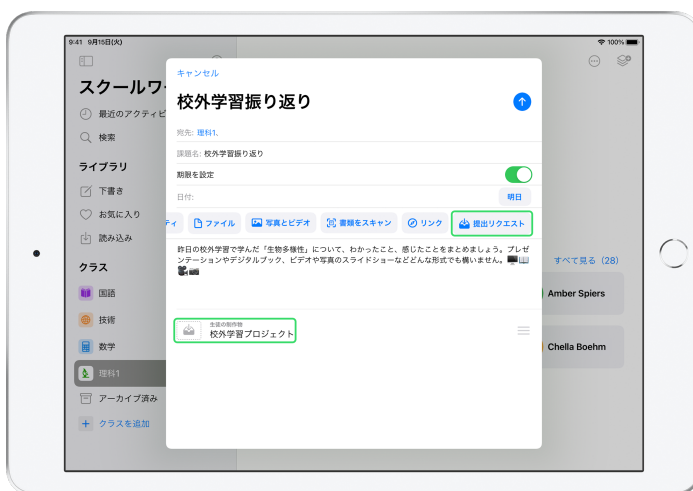 9:41 9月15日(火)
100%
スクールワ
最近のアクティビ
検索
ライブラリ
下書き
お気に入り
読み込み
クラス
国語
技術
数学
理科1
アーカイブ済み
クラスを追加
キャンセル
校外学習振り返り
宛先: 理科1.
課題名: 校外学習振り返り
期限を設定
日付:
明日
ティ
ファイル
写真とビデオ
書類をスキャン
リンク
提出リクエスト
昨日の校外学習で学んだ「生物多様性」について、わかったこと、感じたことをまとめましょう。プレゼ
ンテーションやデジタルブック、ビデオや写真のスライドショーなどどんな形式でも構いません。
生徒の制作物
校外学習プロジェクト
すべて見る (28)
Amber Spiers
Chella Boehm